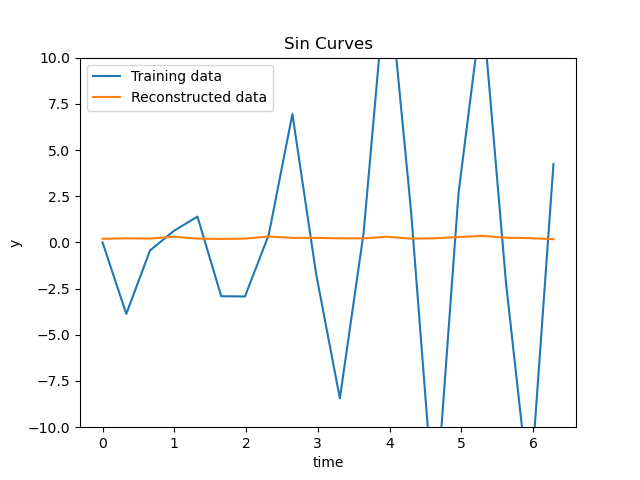 Sin Curves
Training data
Reconstructed data
10.0
7.5
5.0
2.5
0.0
−2.5
−5.0
−7.5
−10.0
y
0 1 2 3 4 5 6
time